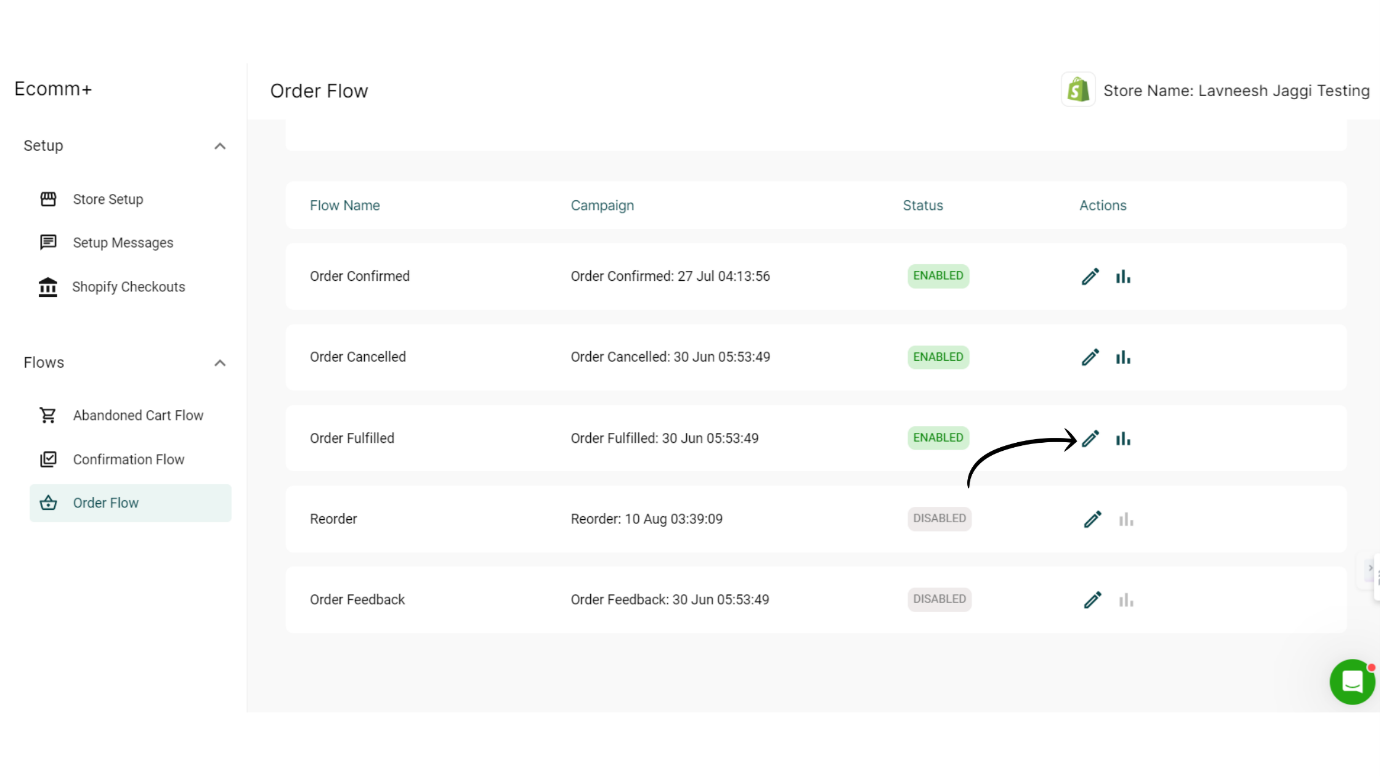 Ecomm+
Order Flow
Store Name: Lavneesh Jaggi Testing
Setup
Store Setup
Setup Messages
Shopify Checkouts
Flows
Abandoned Cart Flow
Confirmation Flow
Order Flow
Flow Name Campaign Status Actions
Order Confirmed Order Confirmed: 27 Jul 04:13:56 ENABLED
Order Cancelled Order Cancelled: 30 Jun 05:53:49 ENABLED
Order Fulfilled Order Fulfilled: 30 Jun 05:53:49 ENABLED
Reorder Reorder: 10 Aug 03:39:09 DISABLED
Order Feedback Order Feedback: 30 Jun 05:53:49 DISABLED